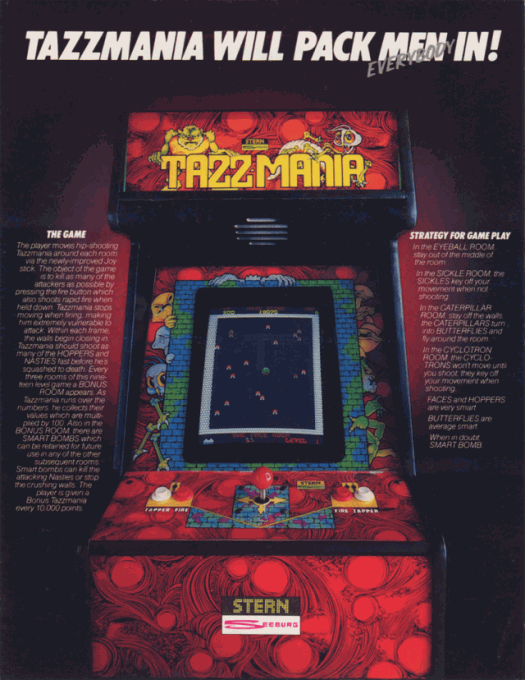 TAZZMANIA WILL PACK MEN IN!
EVERYBODY
STERN
TAZZ MANIA
THE GAME
The player moves hip-shooting
Tazzmania around each room
via the newly-improved Joy
stick. The object of the game
is to kill as many of the
attackers as possible by
pressing the fire button which
also shoots rapid fire when
held down. Tazzmania stops
moving when firing, making
him extremely vulnerable to
attack. Within each frame,
the walls begin closing in.
Tazzmania should shoot as
many of the HOPPERS and
NASTIES fast before he's
squashed to death. Every
three rooms of this nine-
teen level game a BONUS
ROOM appears. As
Tazzmania runs over the
numbers, he collects their
values which are multi-
plied by 100. Also in the
BONUS ROOM, there are
SMART BOMBS which
can be retained for future
use in any of the other
subsequent rooms.
Smart bombs can kill the
attacking Nasties or stop
the crushing walls. The
player is given a
Bonus Tazzmania
every 10,000 points.
STRATEGY FOR GAME PLAY
In the EYEBALL ROOM
stay out of the middle of
the room.
In the SICKLE ROOM, the
SICKLES key off your
movement when not
shooting.
In the CATERPILLAR
ROOM, stay off the walls,
the CATERPILLARS turn
into BUTTERFLIES and
fly around the room.
In the CYCLOTRON
ROOM, the CYCLO-
TRONS won't move until
you shoot, they key off
your movement when
shooting.
FACES and HOPPERS
are very smart
BUTTERFLIES are
average smart
When in doubt
SMART BOMB
LEVEL 1
STERN
ZAPPER FIRE
FIRE ZAPPER
STERN
SEEBURG